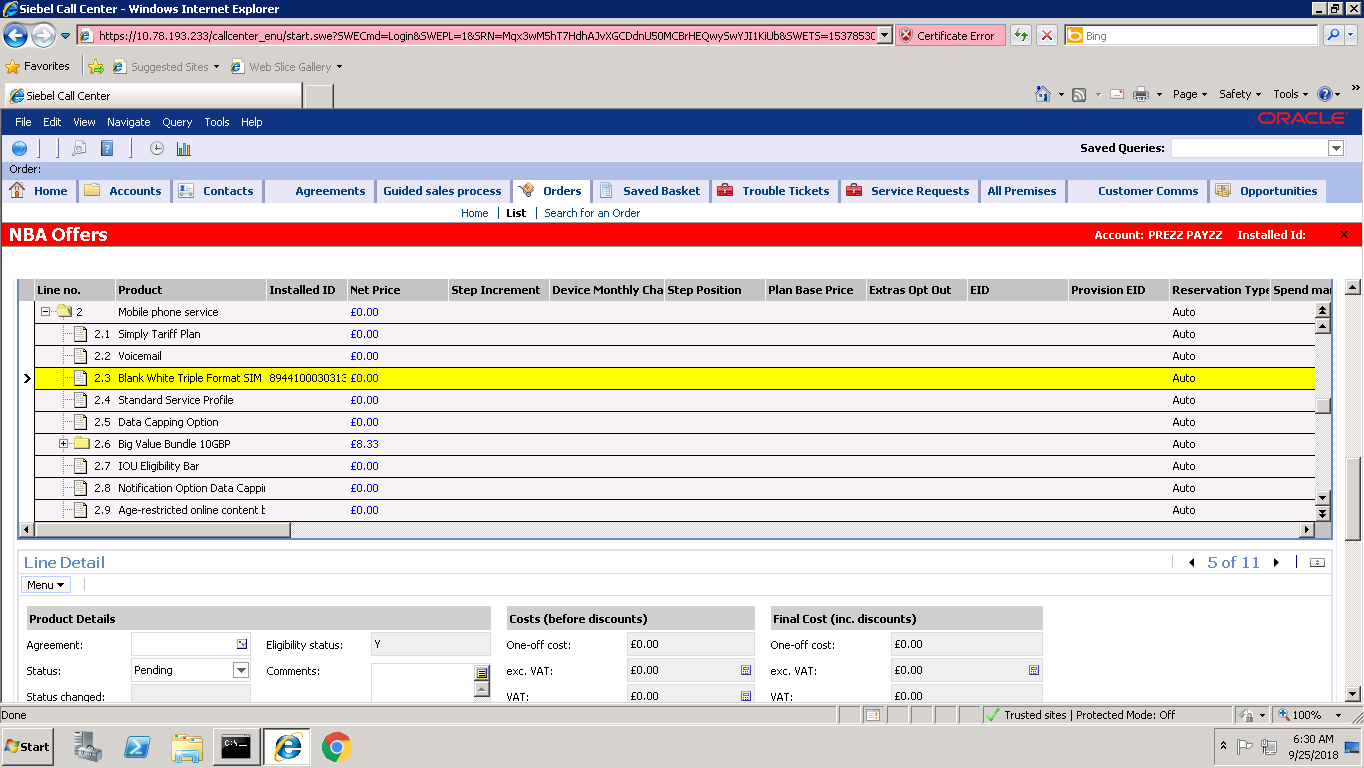 Siebel Call Center - Windows Internet Explorer
https://10.78.193.233/callcenter_enu/start.swe?SWECmd=Login&SWEPL=1&SRN=Mqx3wM5hT7HdhAJvXGCDdnU50MCBrHEQwySwYJI1KiUb&SWETS=15378530 Certificate Error Bing
Favorites Suggested Sites Web Slice Gallery
Siebel Call Center Page Safety Tools
File Edit View Navigate Query Tools Help ORACLE
Saved Queries:
Order:
Home Accounts Contacts Agreements Guided sales process Orders Saved Basket Trouble Tickets Service Requests All Premises Customer Comms Opportunities
Home List Search for an Order
NBA Offers Account: PREZZ PAYZZ Installed Id:
Line no. Product Installed ID Net Price Step Increment Device Monthly Cha Step Position Plan Base Price Extras Opt Out EID Provision EID Reservation Type Spend mai
2 Mobile phone service £0.00 Auto
2.1 Simply Tariff Plan £0.00 Auto
2.2 Voicemail £0.00 Auto
2.3 Blank White Triple Format SIM 8944100030313 £0.00 Auto
2.4 Standard Service Profile £0.00 Auto
2.5 Data Capping Option £0.00 Auto
2.6 Big Value Bundle 10GBP £8.33 Auto
2.7 IOU Eligibility Bar £0.00 Auto
2.8 Notification Option Data Cappin £0.00 Auto
2.9 Age-restricted online content b £0.00 Auto
Line Detail 5 of 11
Menu
Product Details Costs (before discounts) Final Cost (inc. discounts)
Agreement: Eligibility status: Y One-off cost: £0.00 One-off cost: £0.00
Status: Pending Comments: exc. VAT: £0.00 exc. VAT: £0.00
Status changed: VAT: £0.00 VAT: £0.00
Done Trusted sites | Protected Mode: Off 100%
Start 6:30 AM
9/25/2018